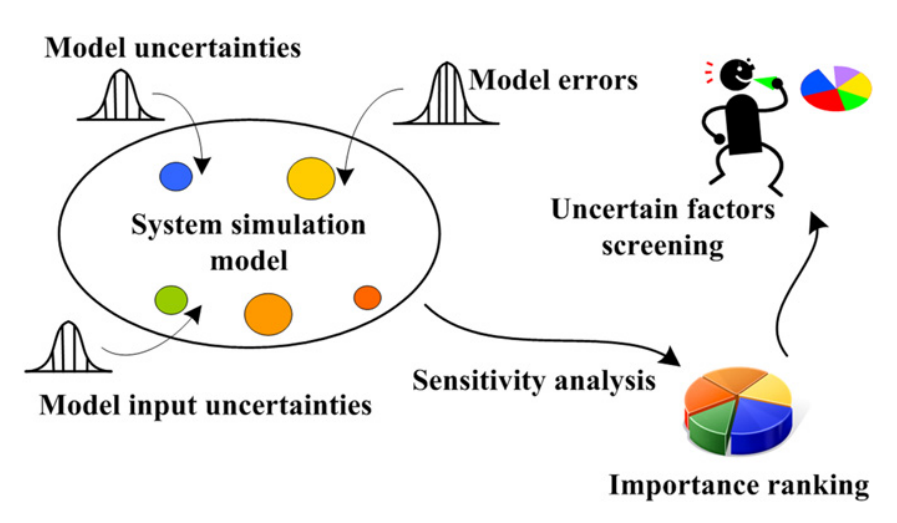 Model uncertainties
Model errors
System simulation
model
Uncertain factors
screening
Model input uncertainties
Sensitivity analysis
Importance ranking